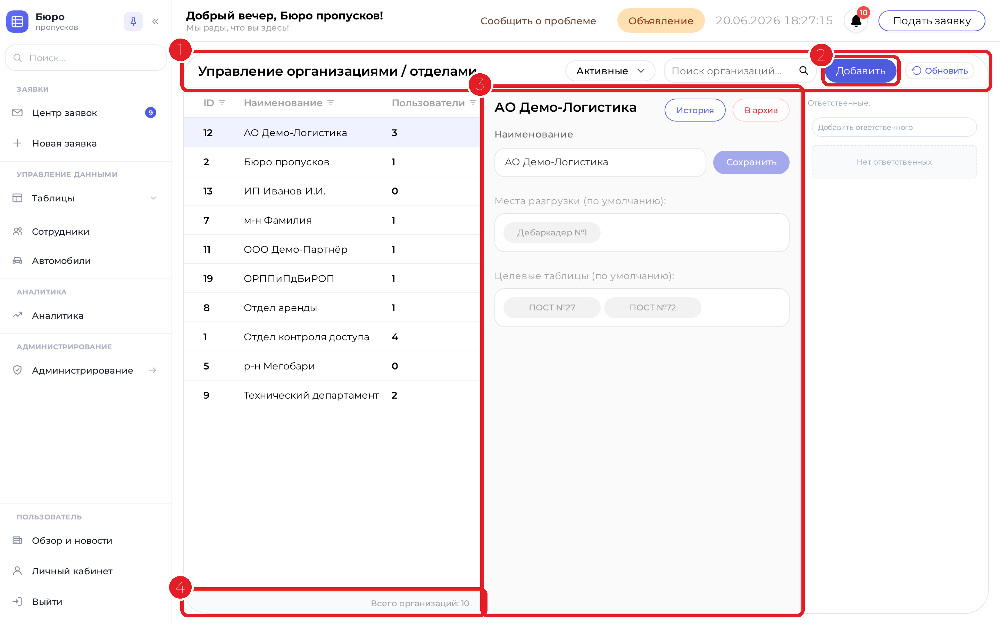 Бюро
пропусков
Поиск...
ЗАЯВКИ
Центр заявок 9
Новая заявка
УПРАВЛЕНИЕ ДАННЫМИ
Таблицы
Сотрудники
Автомобили
АНАЛИТИКА
Аналитика
АДМИНИСТРИРОВАНИЕ
Администрирование
ПОЛЬЗОВАТЕЛЬ
Обзор и новости
Личный кабинет
Выйти
Добрый вечер, Бюро пропусков!
Мы рады, что вы здесь!
Сообщить о проблеме Объявление 20.06.2026 18:27:15 10 Подать заявку
1 2
Управление организациями / отделами Активные Поиск организаций... Добавить Обновить
3
ID Наименование Пользователи
12 АО Демо-Логистика 3
2 Бюро пропусков 1
13 ИП Иванов И.И. 0
7 м-н Фамилия 1
11 ООО Демо-Партнёр 1
19 ОРППиПдБиРОП 1
8 Отдел аренды 1
1 Отдел контроля доступа 4
5 р-н Мегобари 0
9 Технический департамент 2
4
Всего организаций: 10
АО Демо-Логистика История В архив
Наименование
АО Демо-Логистика Сохранить
Места разгрузки (по умолчанию):
Дебаркадер №1
Целевые таблицы (по умолчанию):
ПОСТ №27 ПОСТ №72
Ответственные:
Добавить ответственного
Нет ответственных